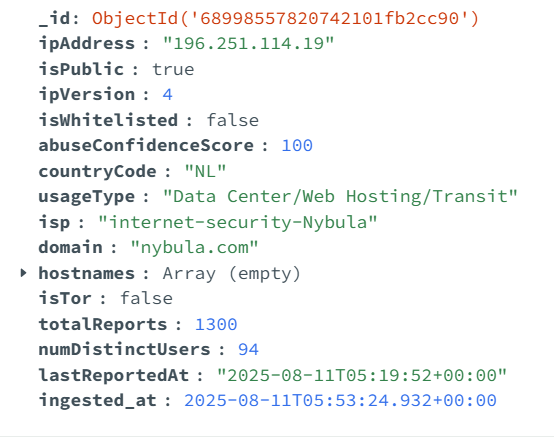 _id: ObjectId('68998557820742101fb2cc90')
ipAddress : "196.251.114.19"
isPublic : true
ipVersion : 4
isWhitelisted : false
abuseConfidenceScore : 100
countryCode : "NL"
usageType : "Data Center/Web Hosting/Transit"
isp : "internet-security-Nybula"
domain : "nybula.com"
hostnames : Array (empty)
isTor : false
totalReports : 1300
numDistinctUsers : 94
lastReportedAt : "2025-08-11T05:19:52+00:00"
ingested_at : 2025-08-11T05:53:24.932+00:00